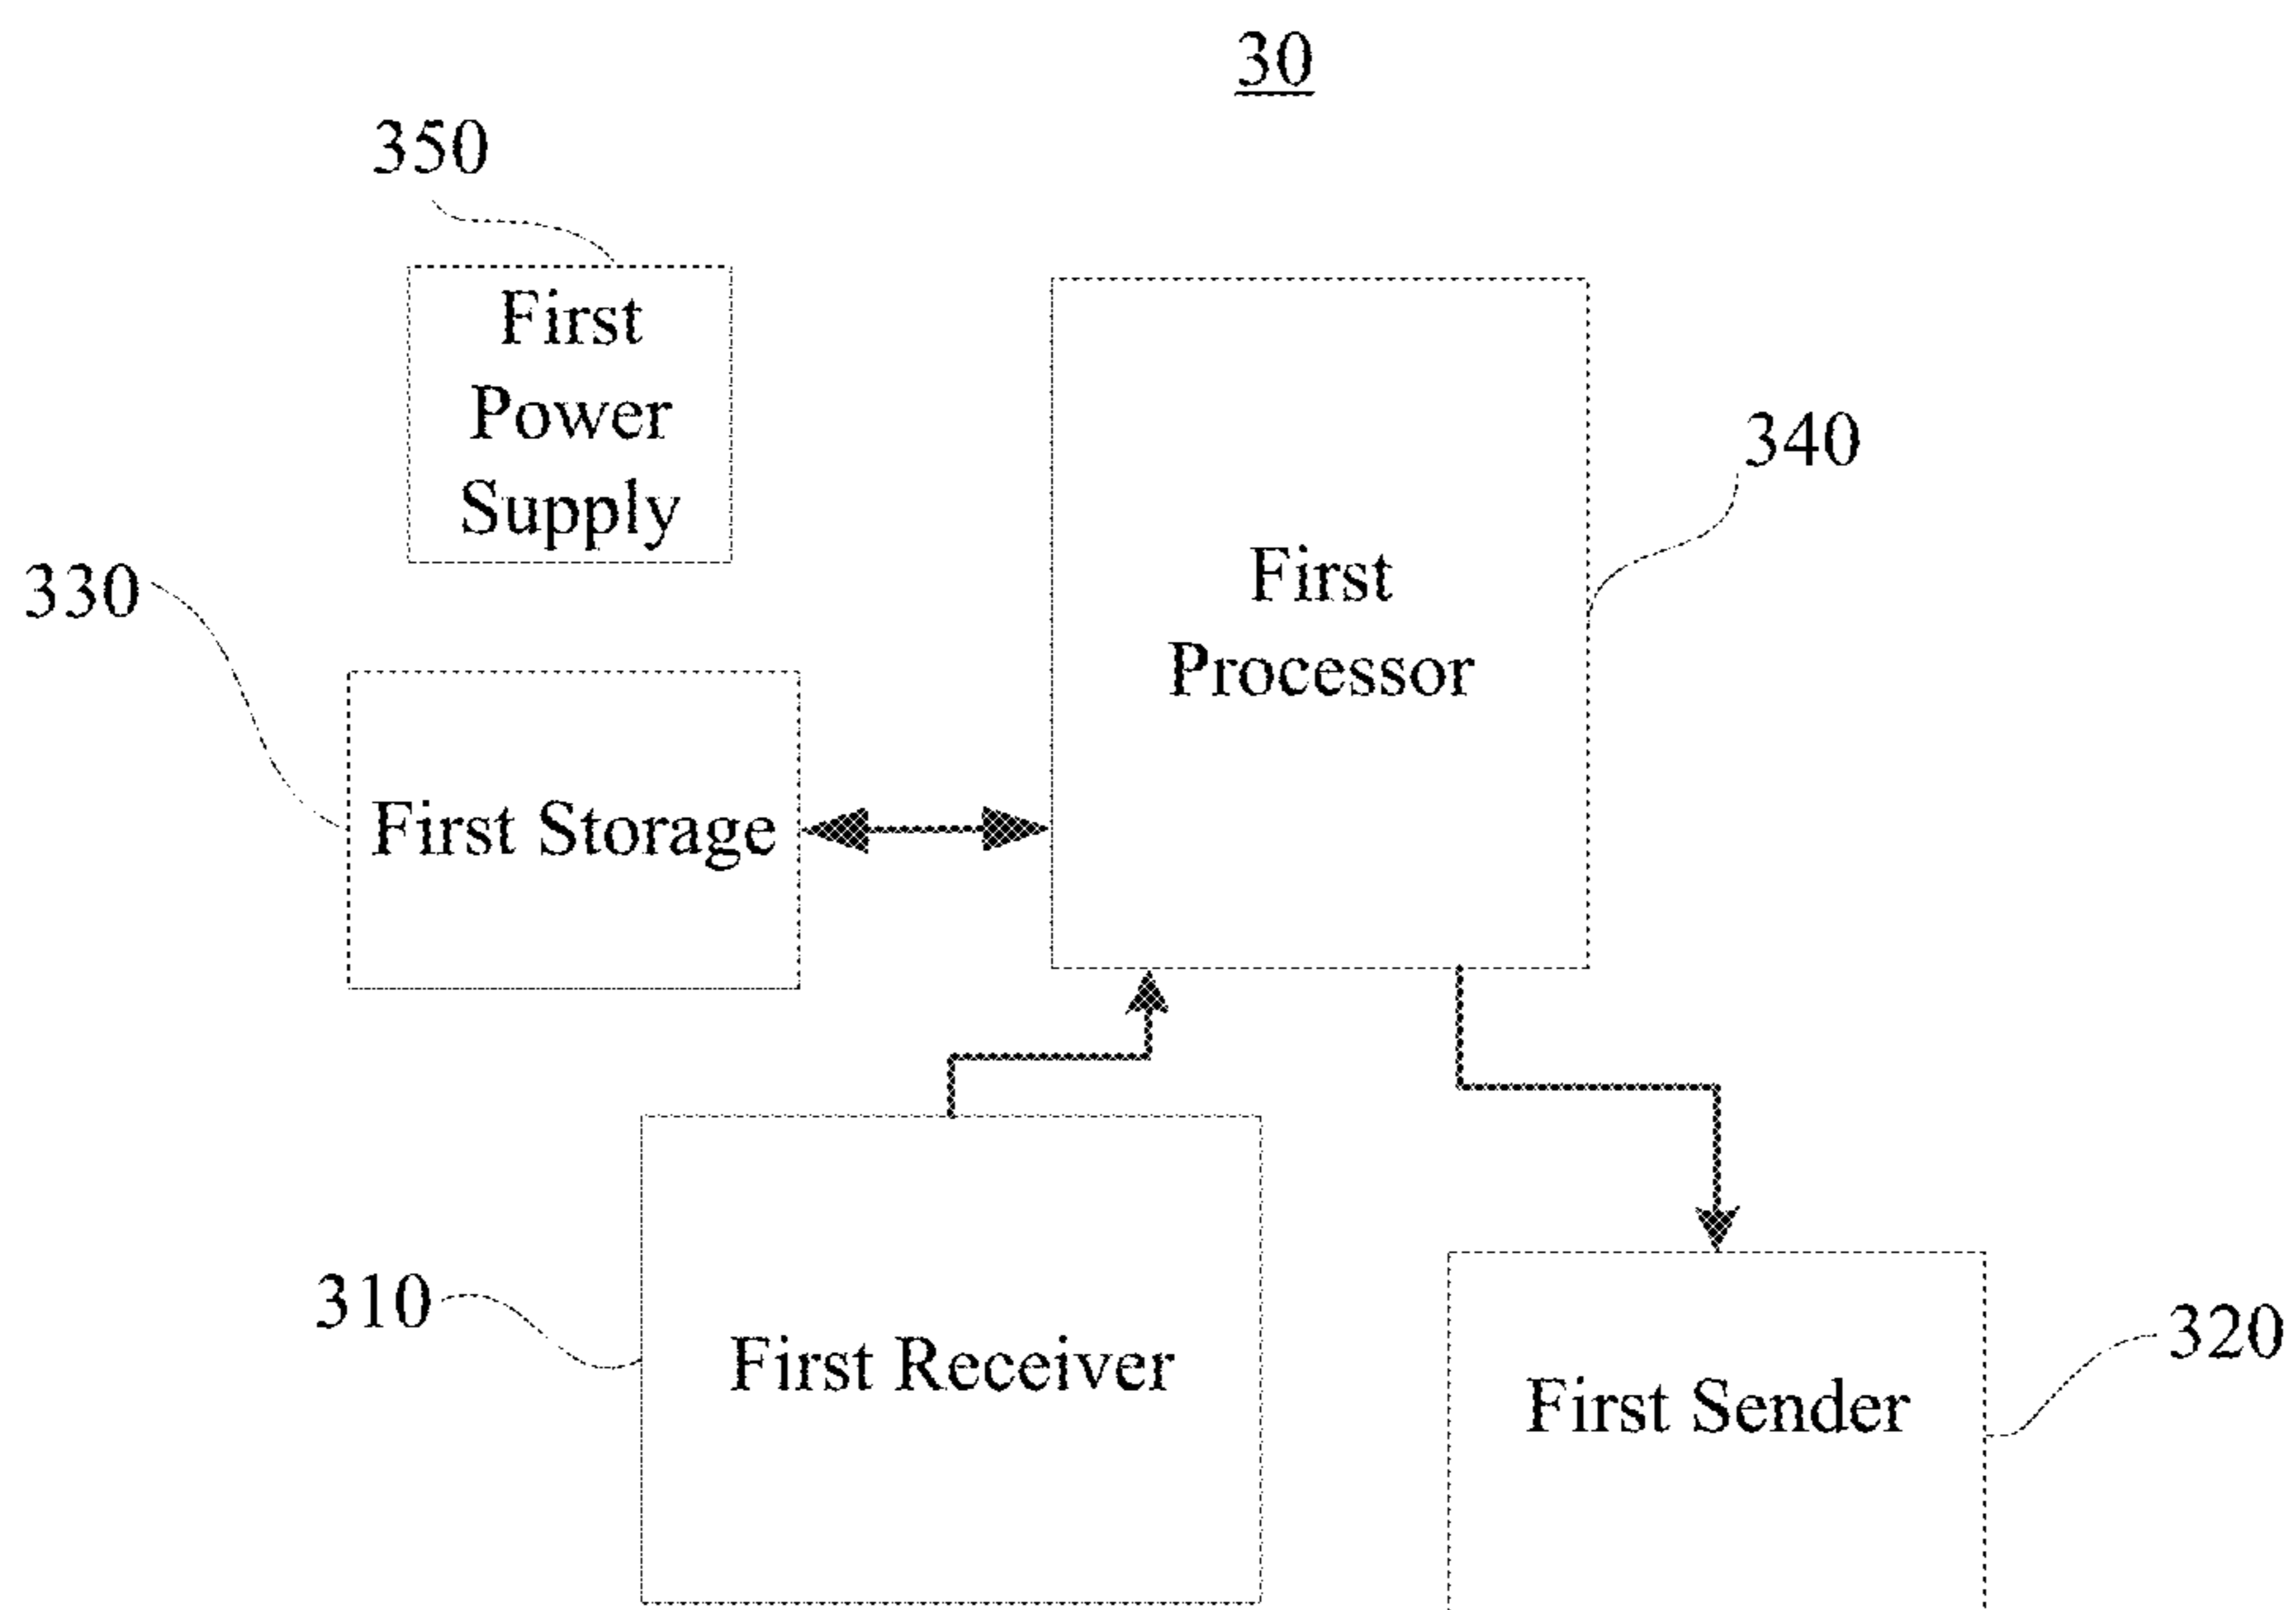 30
350
First
Power
Supply
340
330
First
Processor
First Storage
310
First Receiver
320
First Sender